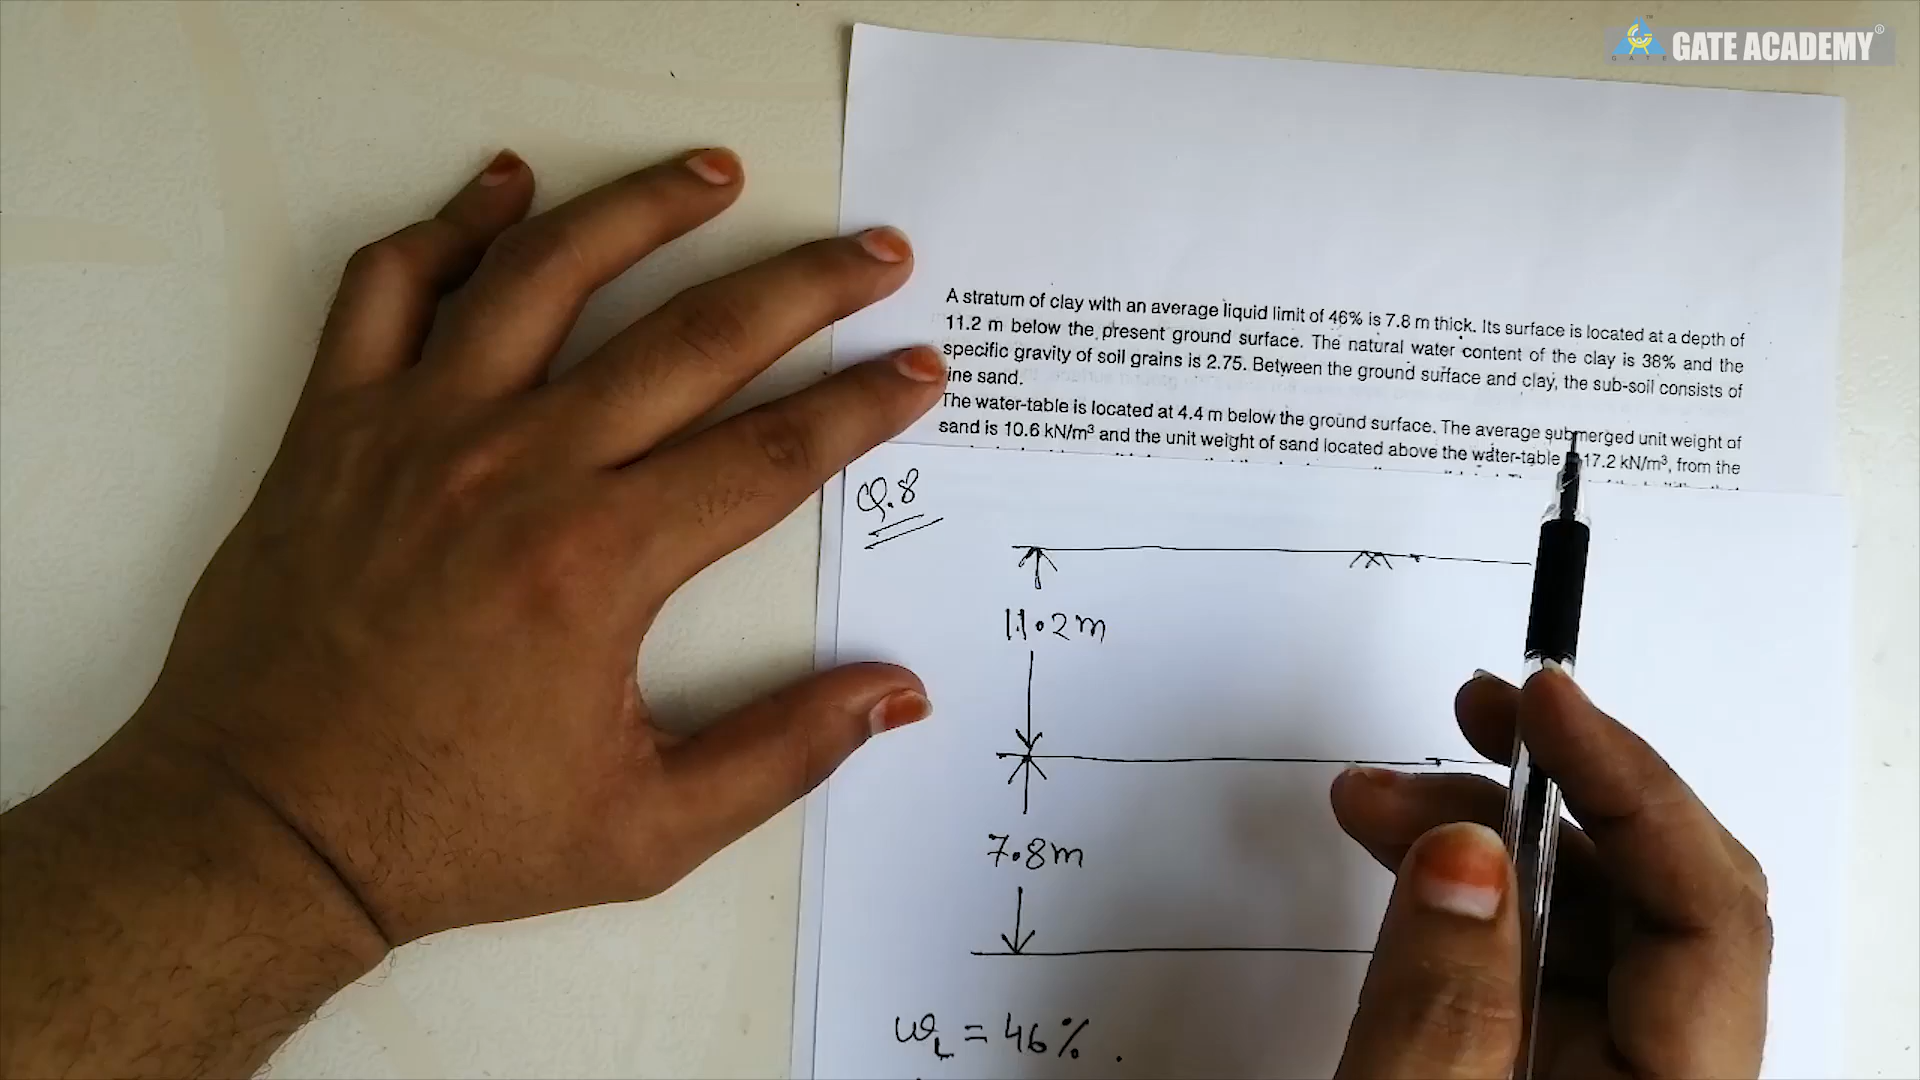 GATE ACADEMY
GATE
A stratum of clay with an average liquid limit of 46% is 7.8 m thick. Its surface is located at a depth of
11.2 m below the present ground surface. The natural water content of the clay is 38% and the
specific gravity of soil grains is 2.75. Between the ground surface and clay, the sub-soil consists of
ine sand.
The water-table is located at 4.4 m below the ground surface. The average submerged unit weight of
sand is 10.6 kN/m³ and the unit weight of sand located above the water-table 17.2 kN/m³, from the
Q.8
11.2m
7.8m
w_L = 46%.